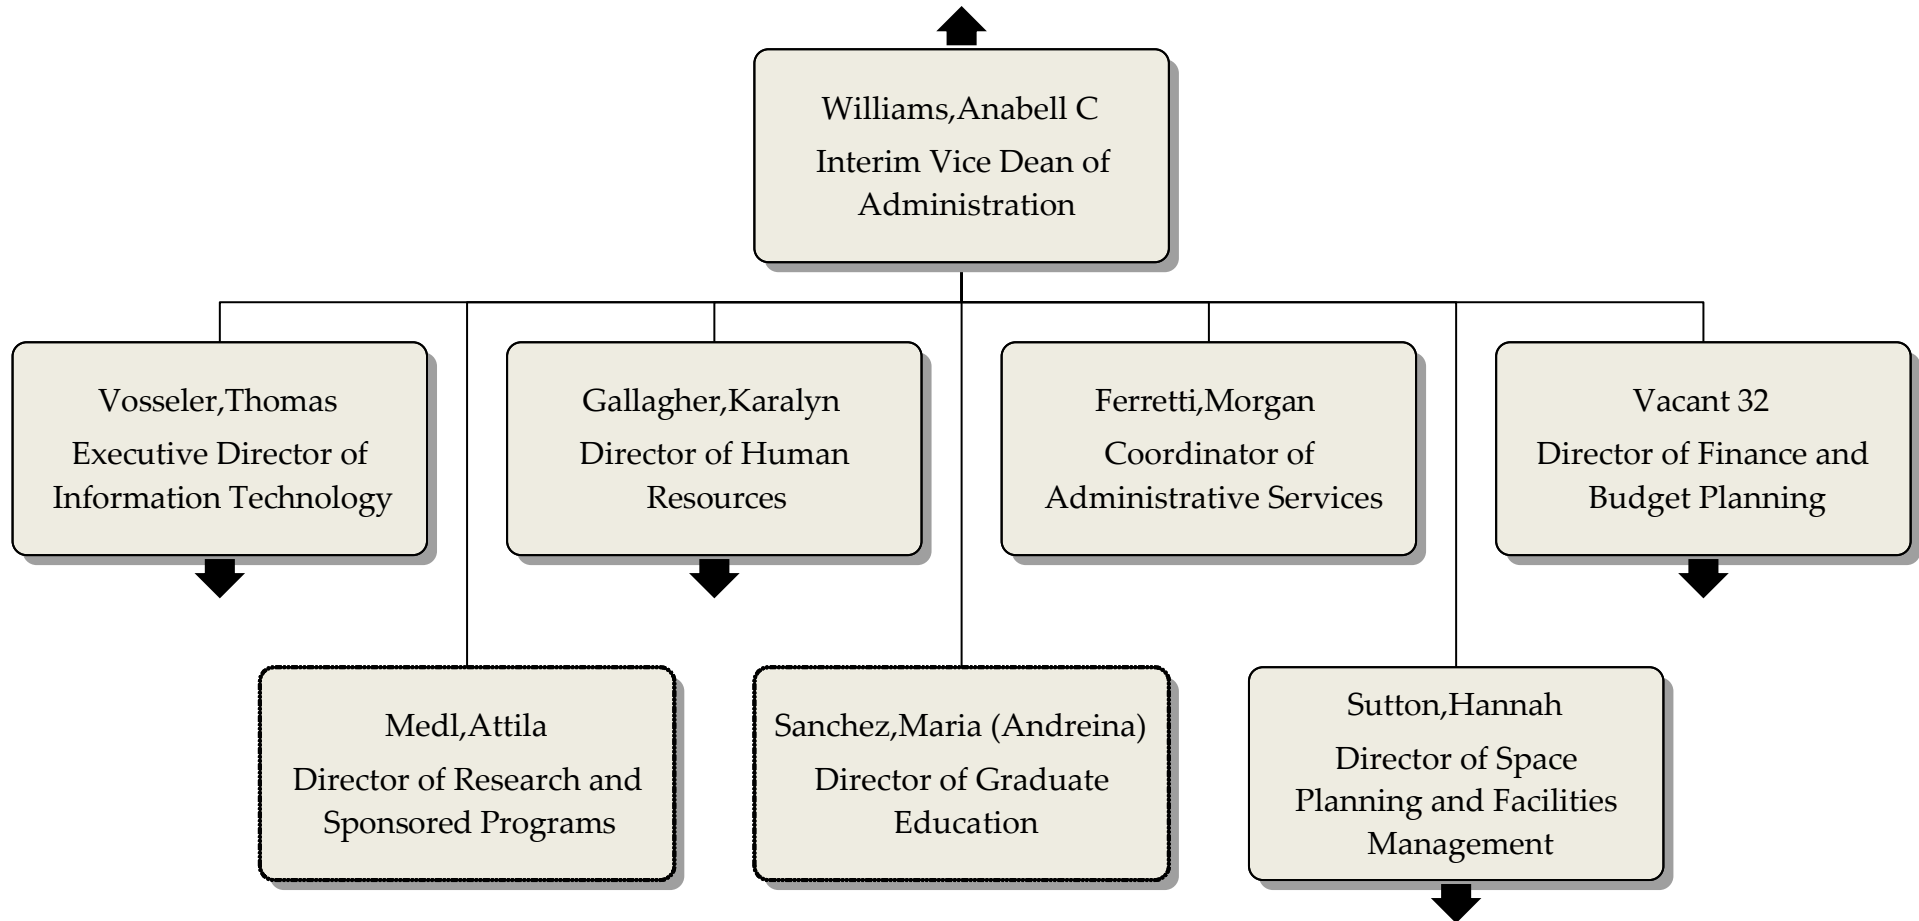 Williams,Anabell C
Interim Vice Dean of
Administration
Vosseler,Thomas
Executive Director of
Information Technology
Gallagher,Karalyn
Director of Human
Resources
Ferretti,Morgan
Coordinator of
Administrative Services
Vacant 32
Director of Finance and
Budget Planning
Medl,Attila
Director of Research and
Sponsored Programs
Sanchez,Maria (Andreina)
Director of Graduate
Education
Sutton,Hannah
Director of Space
Planning and Facilities
Management